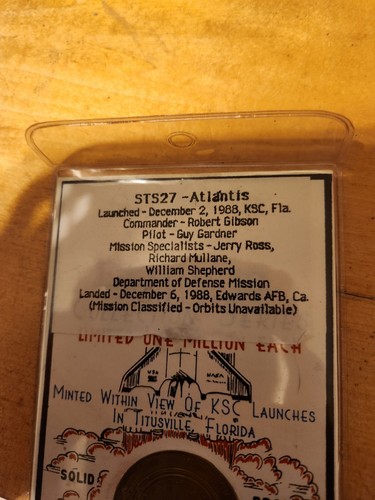 STS27 - Atlantis
Launched - December 2, 1988, KSC, Fla.
Commander - Robert Gibson
Pilot - Guy Gardner
Mission Specialists - Jerry Ross,
Richard Mullane,
William Shepherd
Department of Defense Mission
Landed - December 6, 1988, Edwards AFB, Ca.
(Mission Classified - Orbits Unavailable)
LIMITED ONE MILLION EACH
MINTED WITHIN VIEW OF KSC LAUNCHES
IN TITUSVILLE, FLORIDA
SOLID